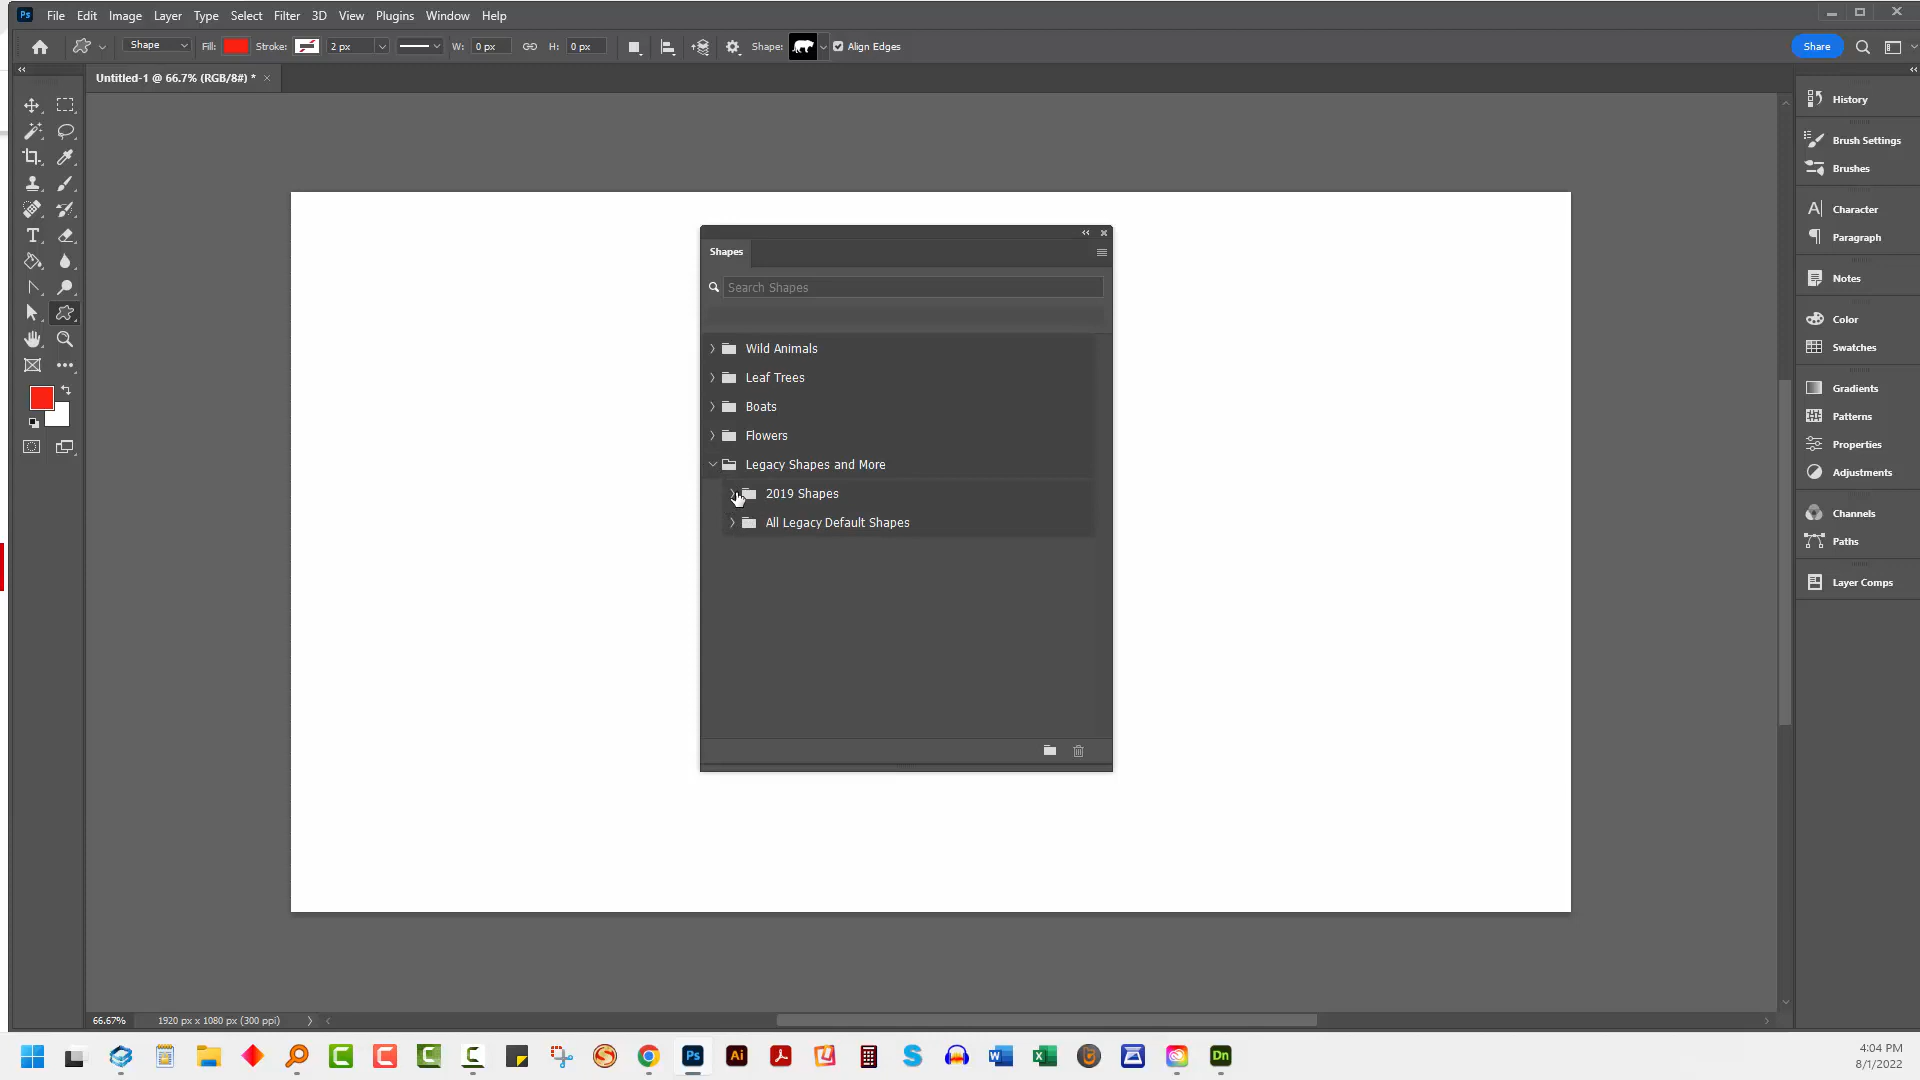 Ps File Edit Image Layer Type Select Filter 3D View Plugins Window Help
Shape Fill: Stroke: 2 px W: 0 px H: 0 px Shape: Align Edges Share
Untitled-1 @ 66.7% (RGB/8#) *
History
Brush Settings
Brushes
Character
Paragraph
Notes
Color
Swatches
Gradients
Patterns
Properties
Adjustments
Channels
Paths
Layer Comps
Shapes
Search Shapes
Wild Animals
Leaf Trees
Boats
Flowers
Legacy Shapes and More
2019 Shapes
All Legacy Default Shapes
66.67% 1920 px x 1080 px (300 ppi)
Ps Ai Dn
4:04 PM
8/1/2022